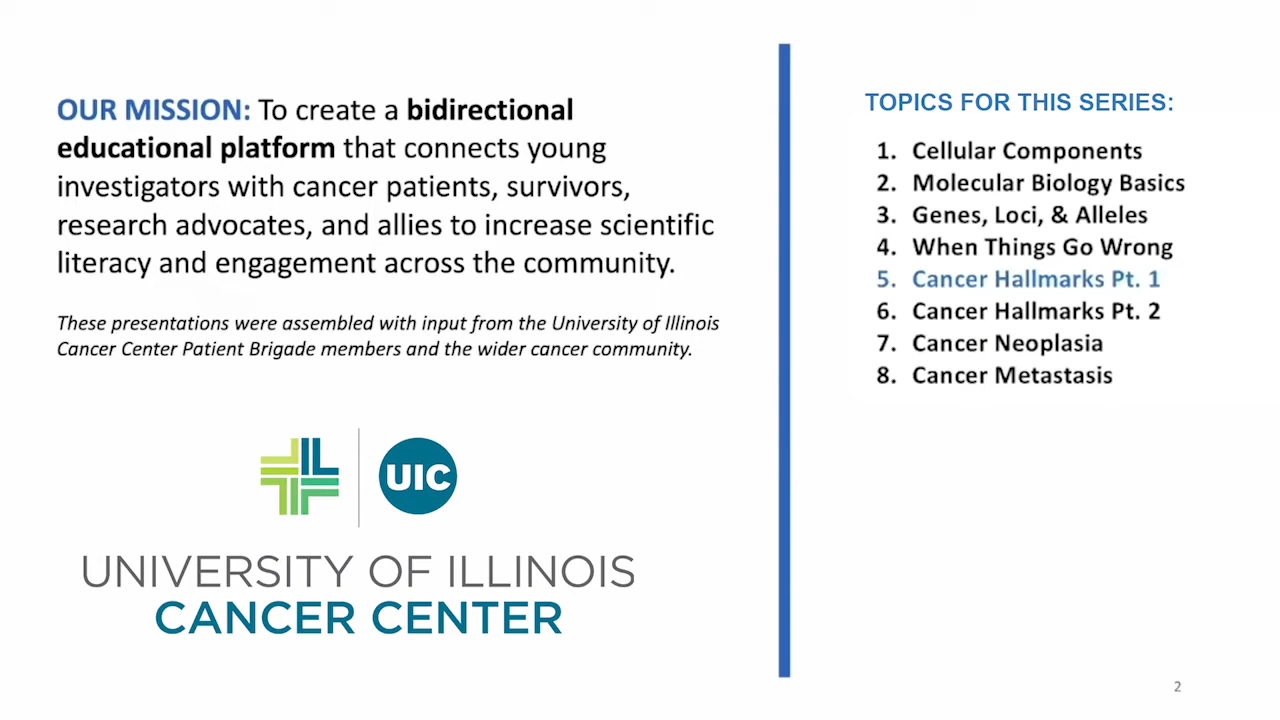 OUR MISSION: To create a bidirectional
educational platform that connects young
investigators with cancer patients, survivors,
research advocates, and allies to increase scientific
literacy and engagement across the community.
These presentations were assembled with input from the University of Illinois
Cancer Center Patient Brigade members and the wider cancer community.
UIC
UNIVERSITY OF ILLINOIS
CANCER CENTER
TOPICS FOR THIS SERIES:
1. Cellular Components
2. Molecular Biology Basics
3. Genes, Loci, & Alleles
4. When Things Go Wrong
5. Cancer Hallmarks Pt. 1
6. Cancer Hallmarks Pt. 2
7. Cancer Neoplasia
8. Cancer Metastasis
2